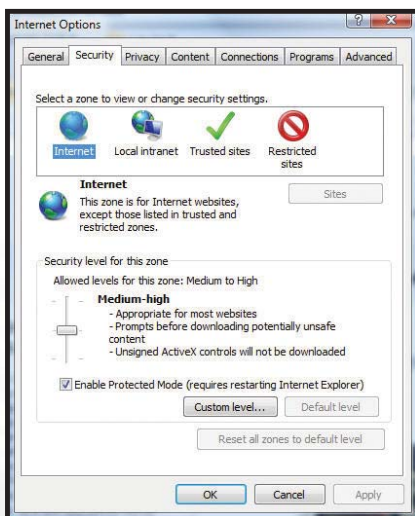 Internet Options
General Security Privacy Content Connections Programs Advanced
Select a zone to view or change security settings.
Internet Local intranet Trusted sites Restricted sites
Internet
Sites
This zone is for Internet websites,
except those listed in trusted and
restricted zones.
Security level for this zone
Allowed levels for this zone: Medium to High
Medium-high
- Appropriate for most websites
- Prompts before downloading potentially unsafe
content
- Unsigned ActiveX controls will not be downloaded
Enable Protected Mode (requires restarting Internet Explorer)
Custom level... Default level
Reset all zones to default level
OK Cancel Apply